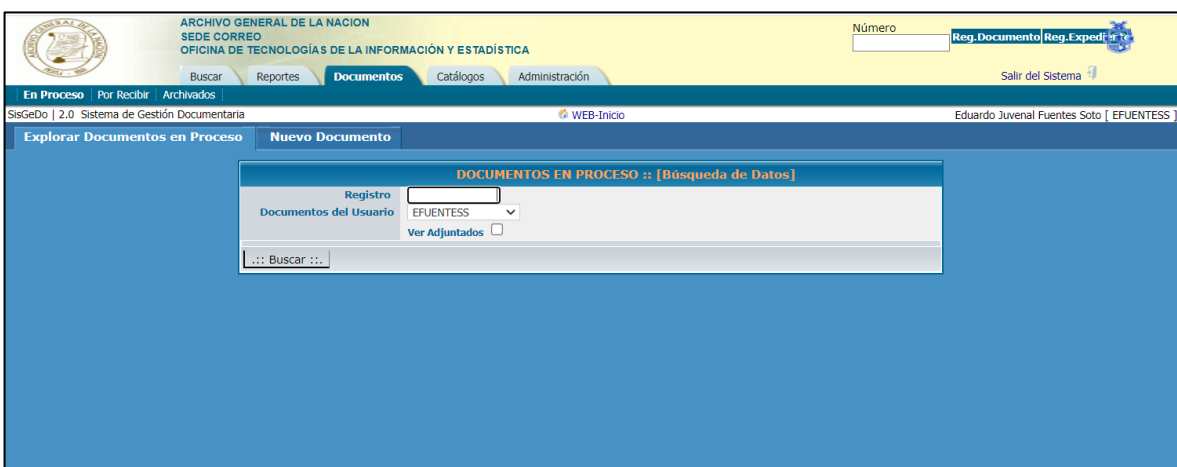 ARCHIVO GENERAL DE LA NACION
SEDE CORREO
OFICINA DE TECNOLOGÍAS DE LA INFORMACIÓN Y ESTADÍSTICA
Número
Reg.Documento Reg.Expediente
Buscar Reportes Documentos Catálogos Administración
Salir del Sistema
En Proceso Por Recibir Archivados
SisGeDo | 2.0 Sistema de Gestión Documentaria WEB-Inicio Eduardo Juvenal Fuentes Soto [ EFUENTESS ]
Explorar Documentos en Proceso Nuevo Documento
DOCUMENTOS EN PROCESO :: [Búsqueda de Datos]
Registro
Documentos del Usuario EFUENTESS
Ver Adjuntados
.:: Buscar ::.